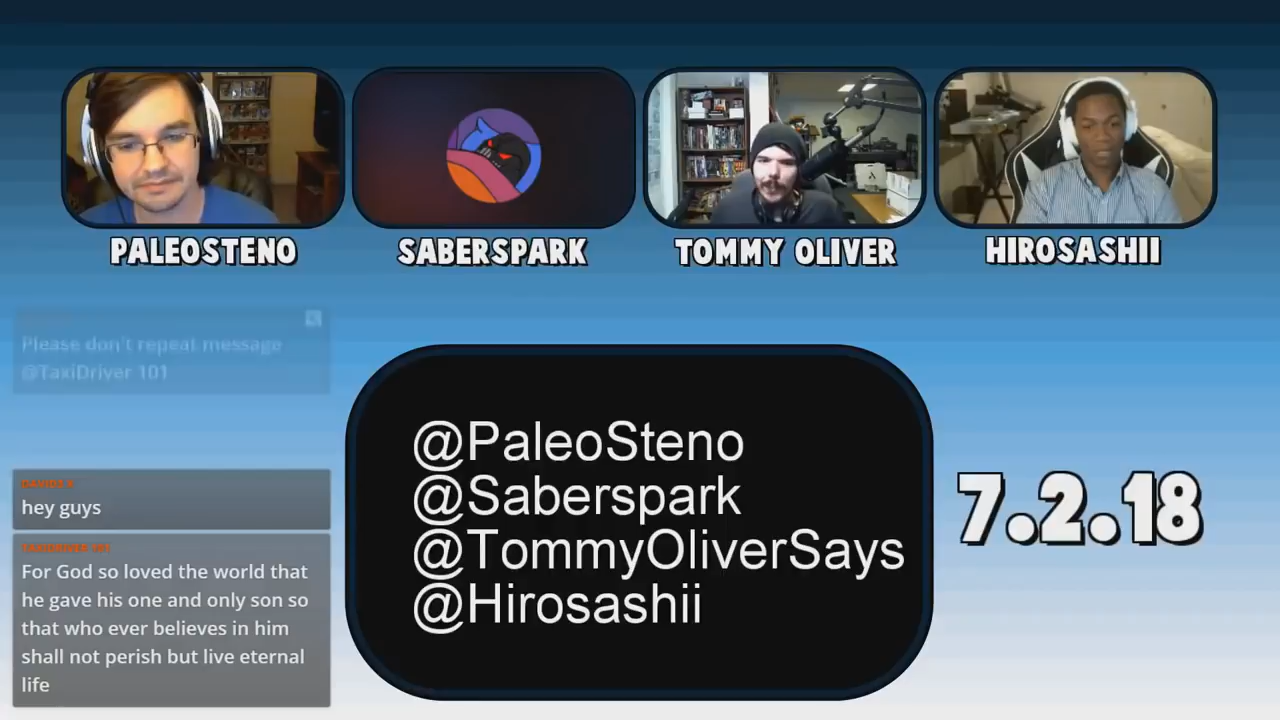 PALEOSTENO
SABERSPARK
TOMMY OLIVER
HIROSASHII
Please don't repeat message
@TaxiDriver 101
hey guys
TAXIDRIVER 101
For God so loved the world that
he gave his one and only son so
that who ever believes in him
shall not perish but live eternal
life
@PaleoSteno
@Saberspark
@TommyOliverSays
@Hirosashii
7.2.18